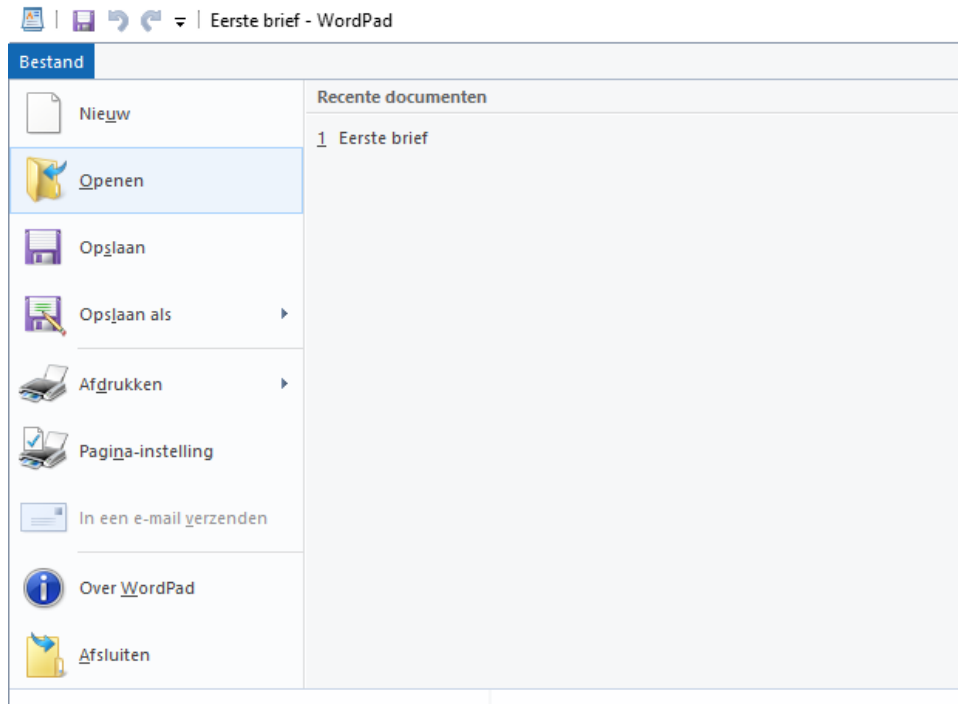 Eerste brief - WordPad
Bestand
Nieuw
Openen
Opslaan
Opslaan als
Afdrukken
Pagina-instelling
In een e-mail verzenden
Over WordPad
Afsluiten
Recente documenten
1 Eerste brief